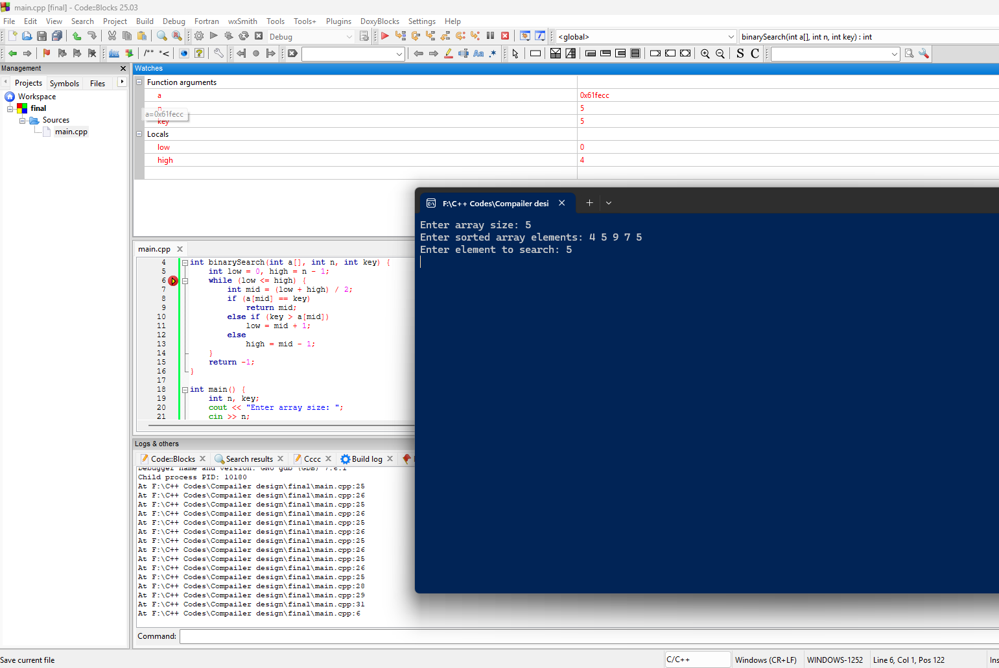 main.cpp [final] - Code::Blocks 25.03
File Edit View Search Project Build Debug Fortran wxSmith Tools Tools+ Plugins DoxyBlocks Settings Help
Debug
<global>
binarySearch(int a[], int n, int key) : int
/** *< Aa .* S C
Management
Projects Symbols Files
Workspace
final
Sources
main.cpp
Watches
Function arguments
a 0x61fecc
n 5
a=0x61fecc
key 5
Locals
low 0
high 4
F:\C++ Codes\Compailer desi
Enter array size: 5
Enter sorted array elements: 4 5 9 7 5
Enter element to search: 5
main.cpp
4 int binarySearch(int a[], int n, int key) {
5 int low = 0, high = n - 1;
6 while (low <= high) {
7 int mid = (low + high) / 2;
8 if (a[mid] == key)
9 return mid;
10 else if (key > a[mid])
11 low = mid + 1;
12 else
13 high = mid - 1;
14 }
15 return -1;
16 }
17
18 int main() {
19 int n, key;
20 cout << "Enter array size: ";
21 cin >> n;
Logs & others
Code::Blocks Search results Cccc Build log
Debugger name and version: GNU gdb (GDB) 7.6.1
Child process PID: 10180
At F:\C++ Codes\Compailer design\final\main.cpp:25
At F:\C++ Codes\Compailer design\final\main.cpp:26
At F:\C++ Codes\Compailer design\final\main.cpp:25
At F:\C++ Codes\Compailer design\final\main.cpp:26
At F:\C++ Codes\Compailer design\final\main.cpp:25
At F:\C++ Codes\Compailer design\final\main.cpp:26
At F:\C++ Codes\Compailer design\final\main.cpp:25
At F:\C++ Codes\Compailer design\final\main.cpp:26
At F:\C++ Codes\Compailer design\final\main.cpp:25
At F:\C++ Codes\Compailer design\final\main.cpp:26
At F:\C++ Codes\Compailer design\final\main.cpp:25
At F:\C++ Codes\Compailer design\final\main.cpp:28
At F:\C++ Codes\Compailer design\final\main.cpp:29
At F:\C++ Codes\Compailer design\final\main.cpp:31
At F:\C++ Codes\Compailer design\final\main.cpp:6
Command:
Save current file
C/C++
Windows (CR+LF) WINDOWS-1252 Line 6, Col 1, Pos 122 Ins